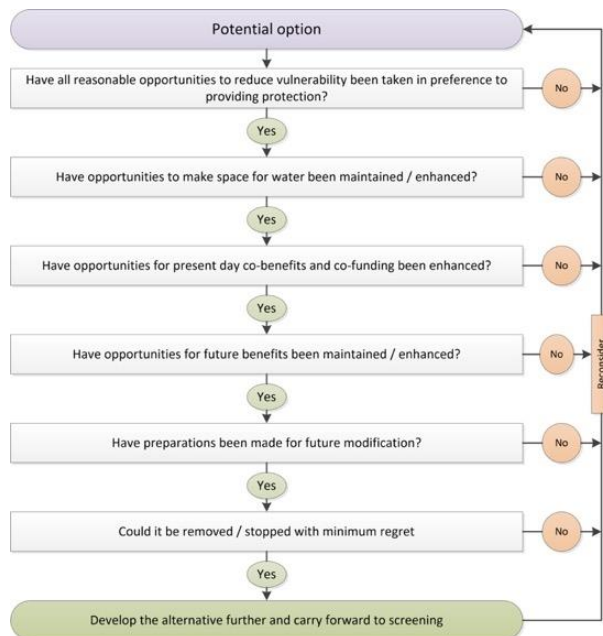 Potential option
Have all reasonable opportunities to reduce vulnerability been taken in preference to
providing protection?
No
Yes
Have opportunities to make space for water been maintained / enhanced?
No
Yes
Have opportunities for present day co-benefits and co-funding been enhanced?
No
Yes
Have opportunities for future benefits been maintained / enhanced?
No
Reconsider
Yes
Have preparations been made for future modification?
No
Yes
Could it be removed / stopped with minimum regret
No
Yes
Develop the alternative further and carry forward to screening